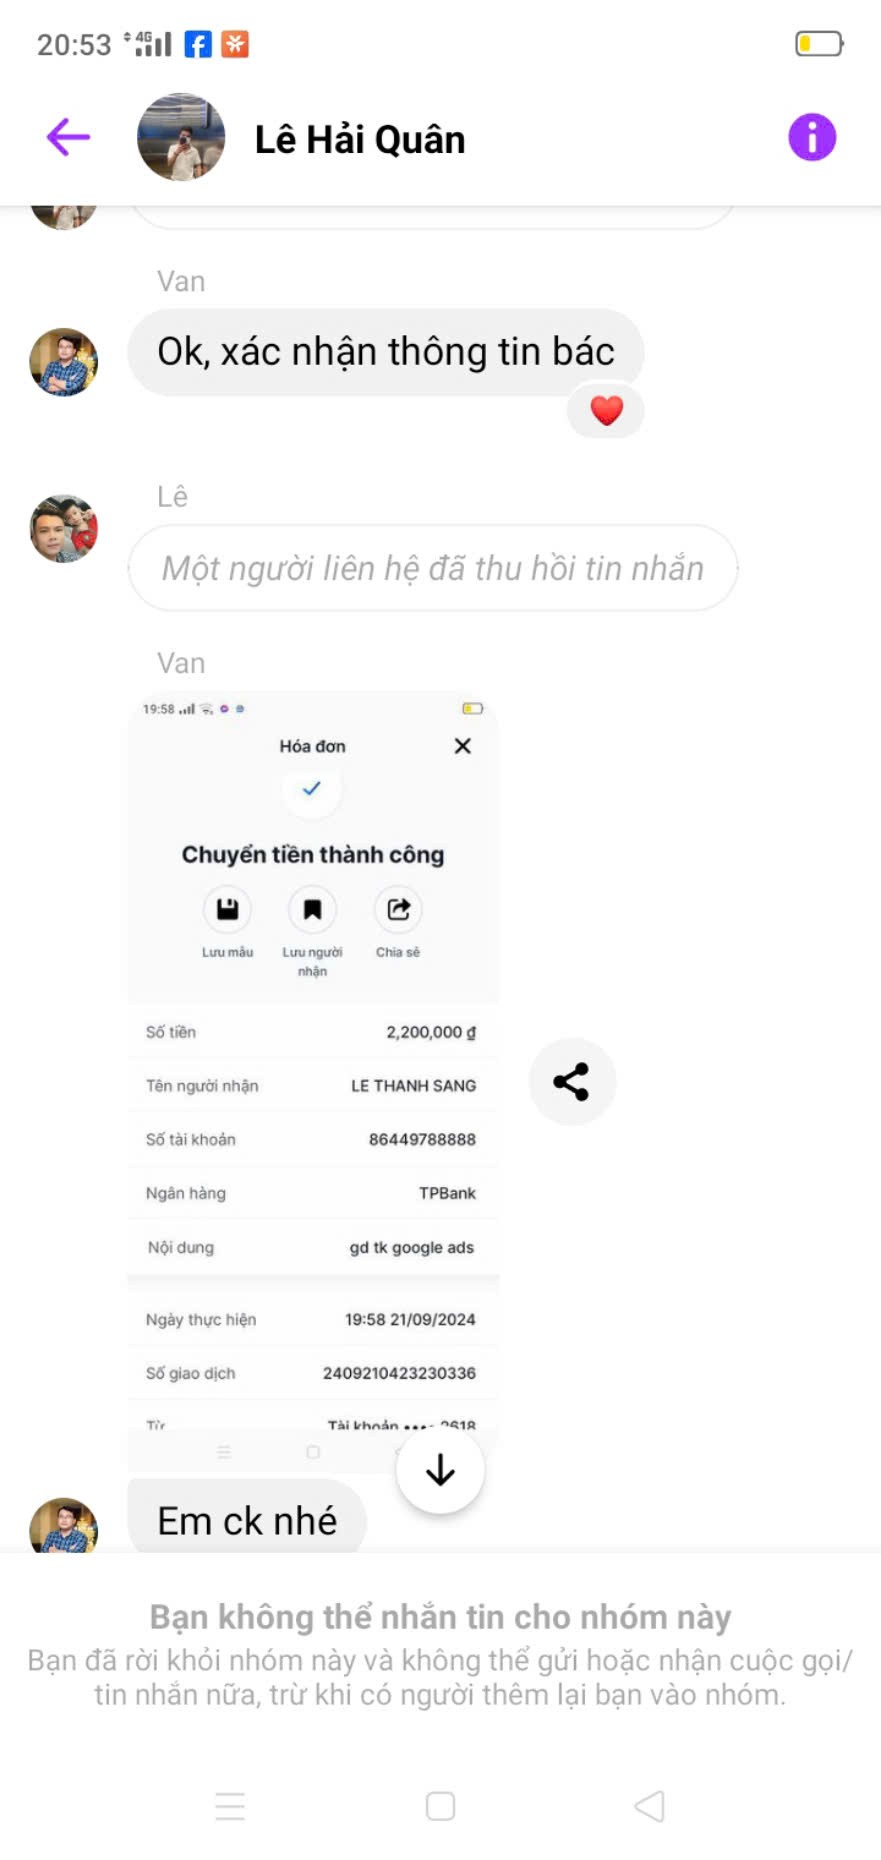 20:53 4G
Lê Hải Quân
Van
Ok, xác nhận thông tin bác
Lê
Một người liên hệ đã thu hồi tin nhắn
Van
19:58
Hóa đơn
Chuyển tiền thành công
Lưu mẫu Lưu người nhận Chia sẻ
Số tiền 2,200,000 ₫
Tên người nhận LE THANH SANG
Số tài khoản 86449788888
Ngân hàng TPBank
Nội dung gd tk google ads
Ngày thực hiện 19:58 21/09/2024
Số giao dịch 2409210423230336
Từ Tài khoản •••• 2618
Em ck nhé
Bạn không thể nhắn tin cho nhóm này
Bạn đã rời khỏi nhóm này và không thể gửi hoặc nhận cuộc gọi/
tin nhắn nữa, trừ khi có người thêm lại bạn vào nhóm.